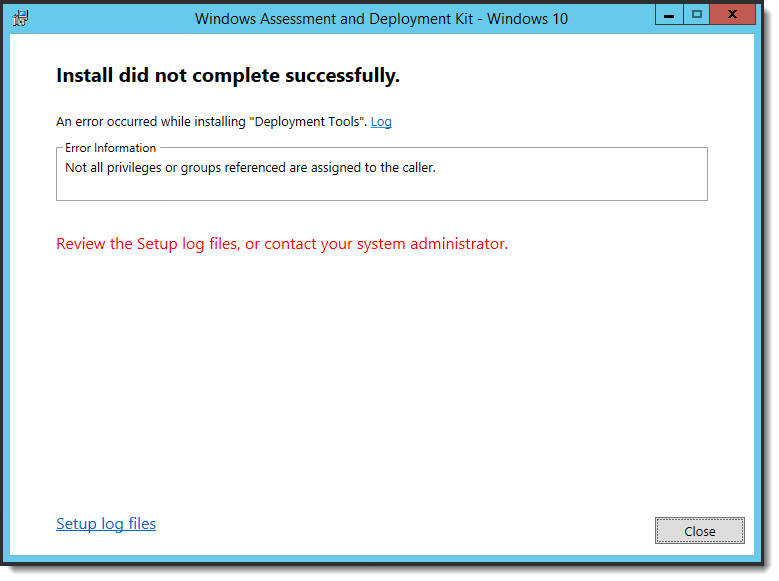 Windows Assessment and Deployment Kit - Windows 10
Install did not complete successfully.
An error occurred while installing "Deployment Tools". Log
Error Information
Not all privileges or groups referenced are assigned to the caller.
Review the Setup log files, or contact your system administrator.
Setup log files
Close